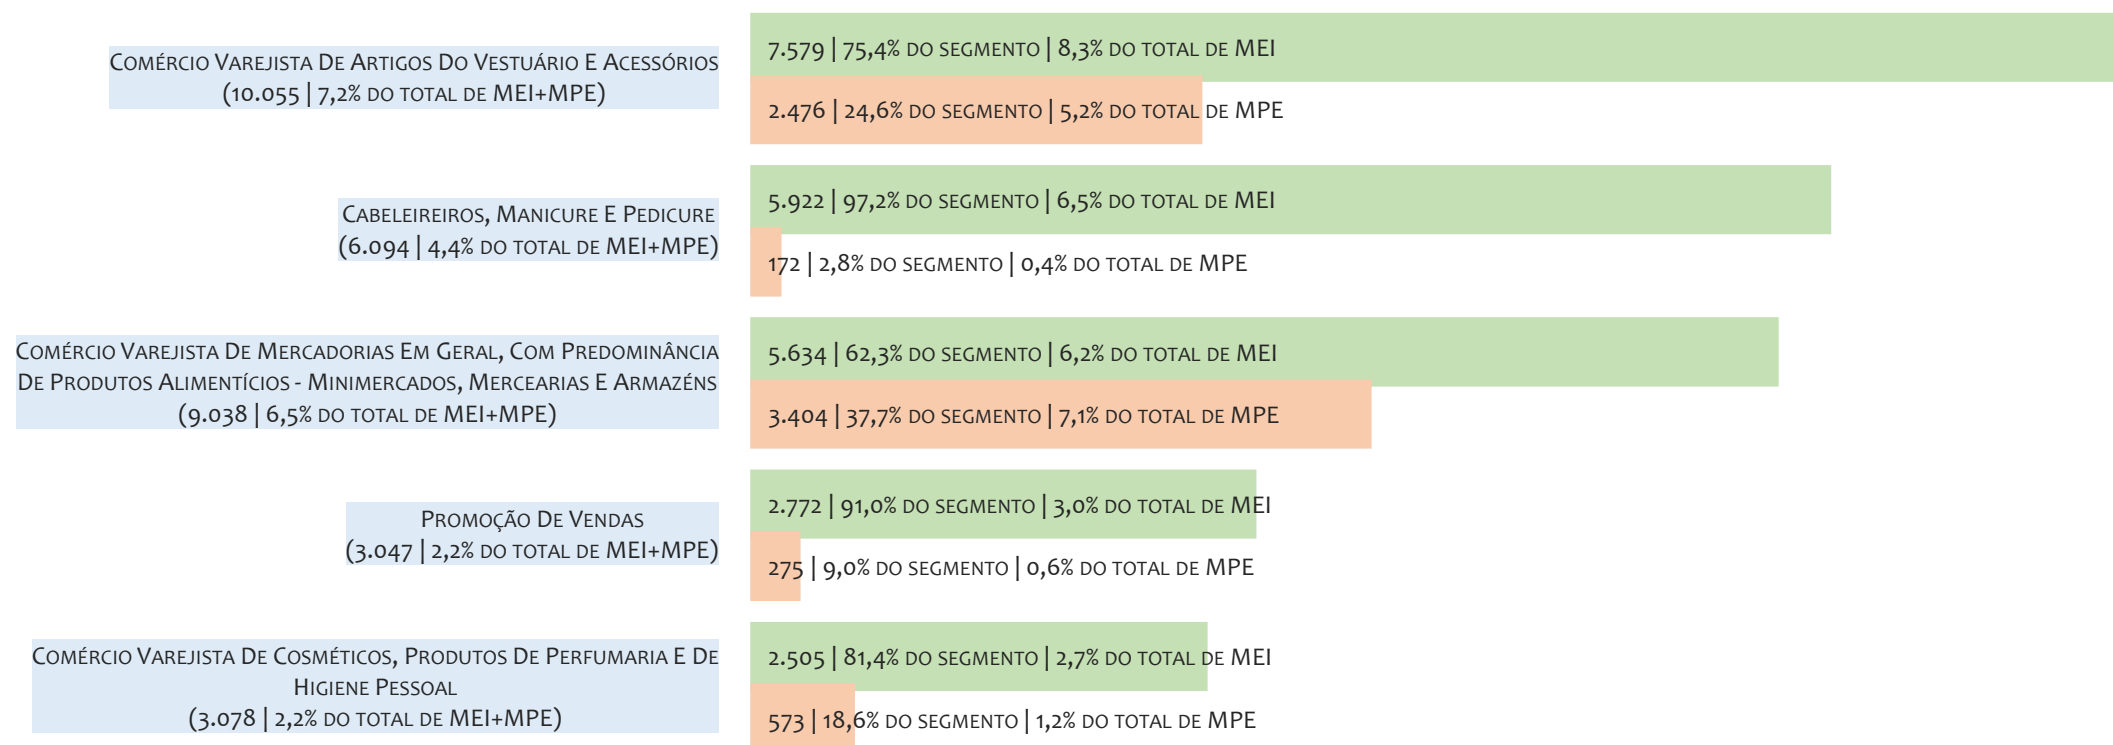 Comércio Varejista De Artigos Do Vestuário E Acessórios
(10.055 | 7,2% do total de MEI+MPE)
7.579 | 75,4% do segmento | 8,3% do total de MEI
2.476 | 24,6% do segmento | 5,2% do total de MPE
Cabeleireiros, Manicure E Pedicure
(6.094 | 4,4% do total de MEI+MPE)
5.922 | 97,2% do segmento | 6,5% do total de MEI
172 | 2,8% do segmento | 0,4% do total de MPE
Comércio Varejista De Mercadorias Em Geral, Com Predominância
De Produtos Alimentícios - Minimercados, Mercearias E Armazéns
(9.038 | 6,5% do total de MEI+MPE)
5.634 | 62,3% do segmento | 6,2% do total de MEI
3.404 | 37,7% do segmento | 7,1% do total de MPE
Promoção De Vendas
(3.047 | 2,2% do total de MEI+MPE)
2.772 | 91,0% do segmento | 3,0% do total de MEI
275 | 9,0% do segmento | 0,6% do total de MPE
Comércio Varejista De Cosméticos, Produtos De Perfumaria E De
Higiene Pessoal
(3.078 | 2,2% do total de MEI+MPE)
2.505 | 81,4% do segmento | 2,7% do total de MEI
573 | 18,6% do segmento | 1,2% do total de MPE